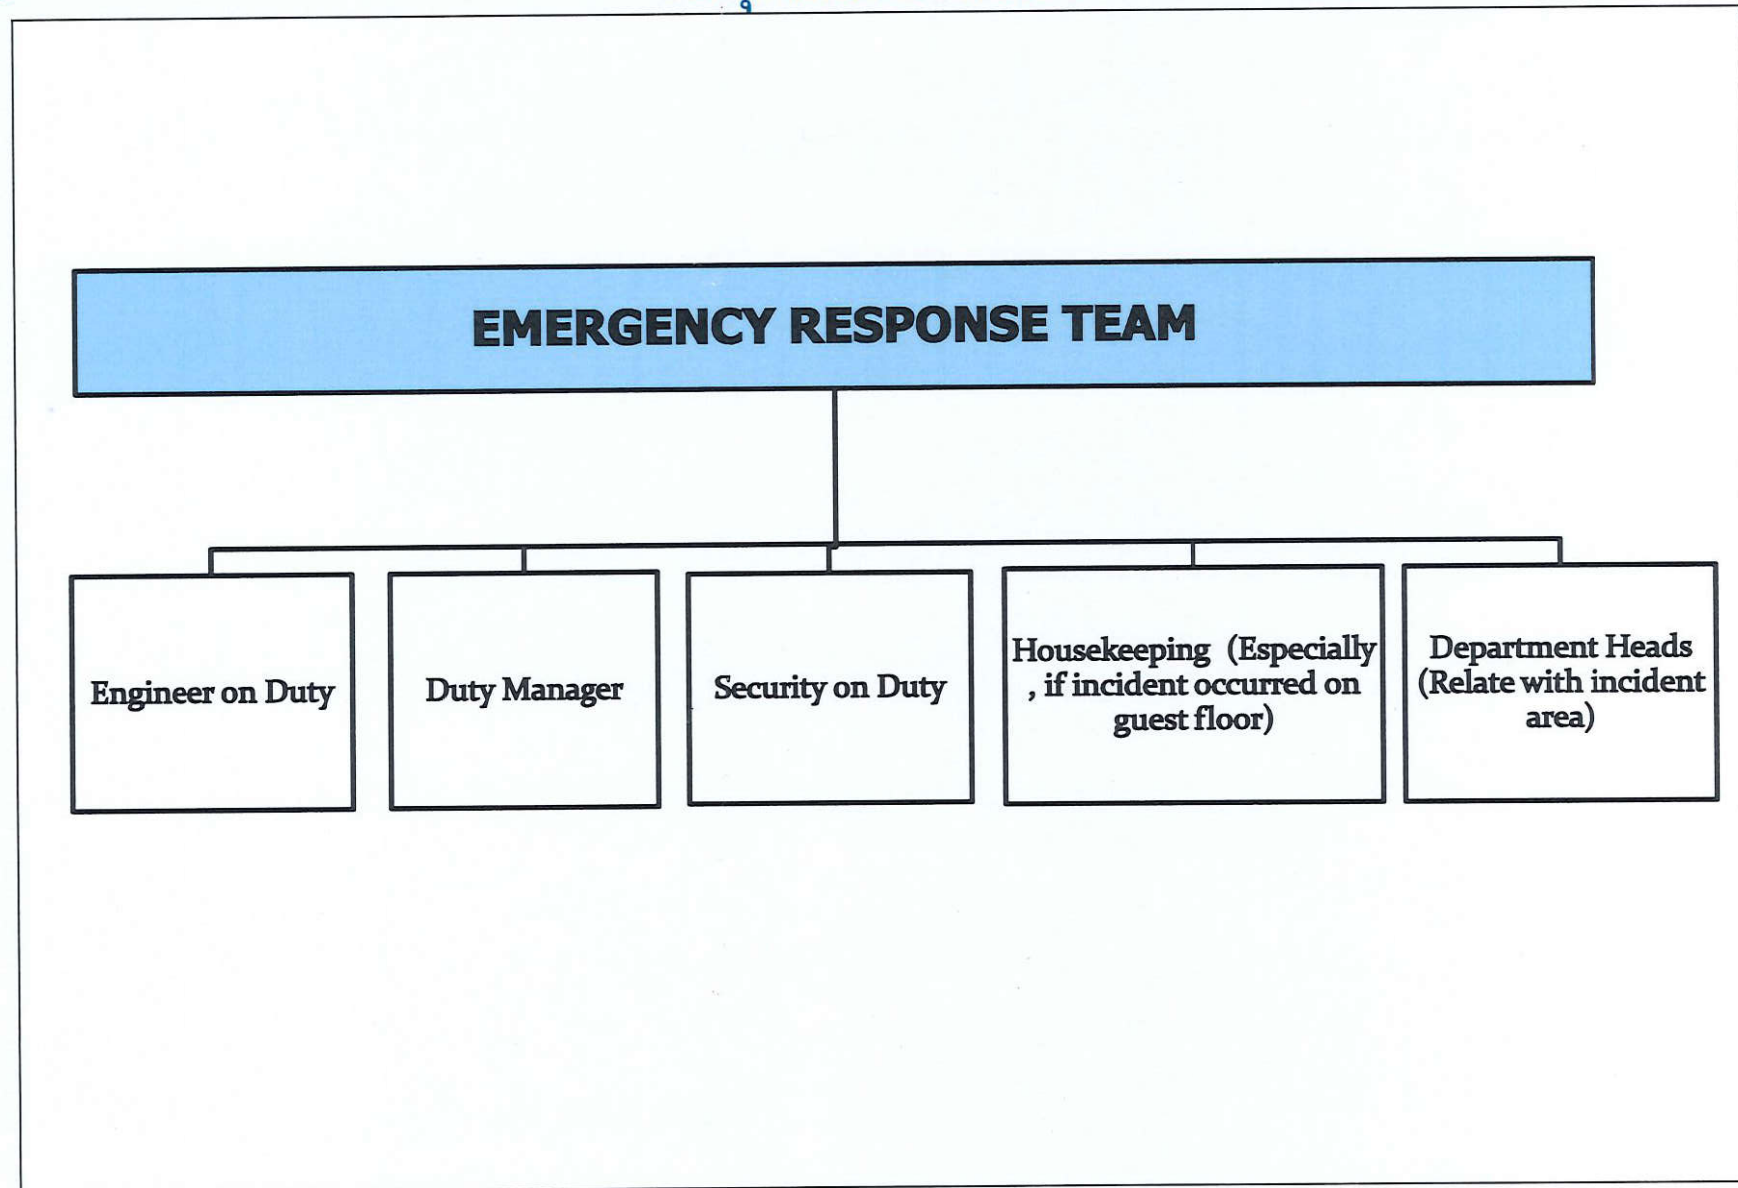 9
EMERGENCY RESPONSE TEAM
Engineer on Duty
Duty Manager
Security on Duty
Housekeeping (Especially
, if incident occurred on
guest floor)
Department Heads
(Relate with incident
area)